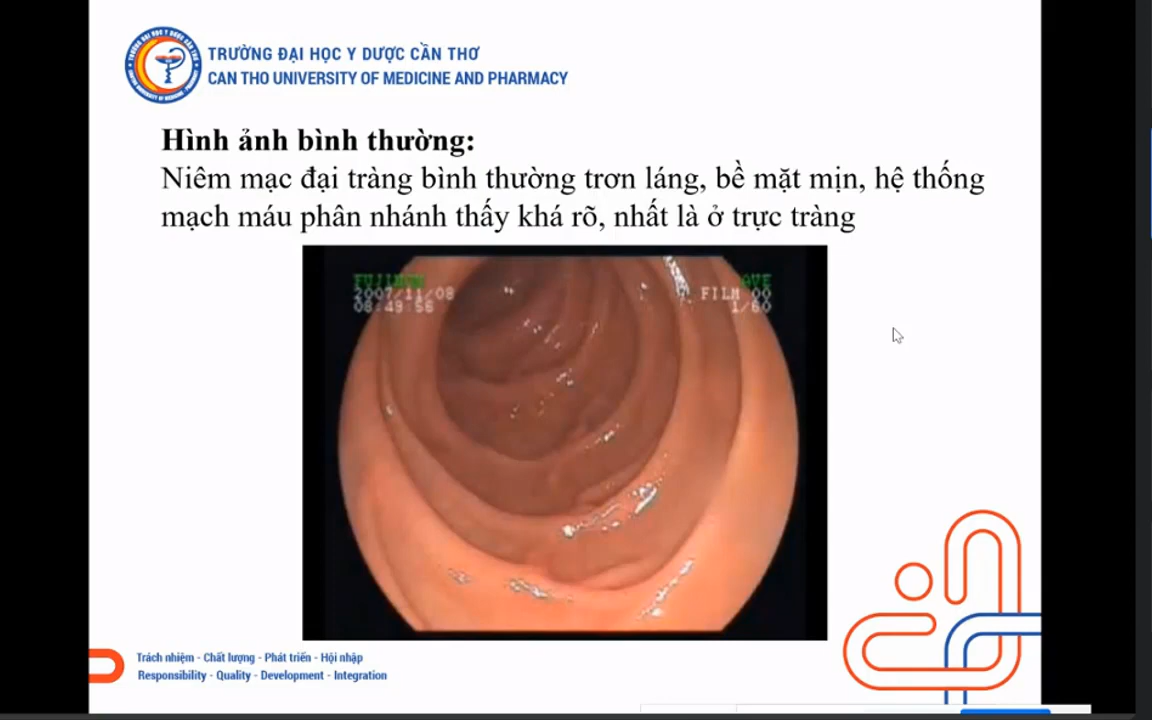 TRƯỜNG ĐẠI HỌC Y DƯỢC CẦN THƠ
CAN THO UNIVERSITY OF MEDICINE AND PHARMACY
Hình ảnh bình thường:
Niêm mạc đại tràng bình thường trơn láng, bề mặt mịn, hệ thống
mạch máu phân nhánh thấy khá rõ, nhất là ở trực tràng
2007/11/08
AVE
FILM 00
1/60
Trách nhiệm - Chất lượng - Phát triển - Hội nhập
Responsibility - Quality - Development - Integration